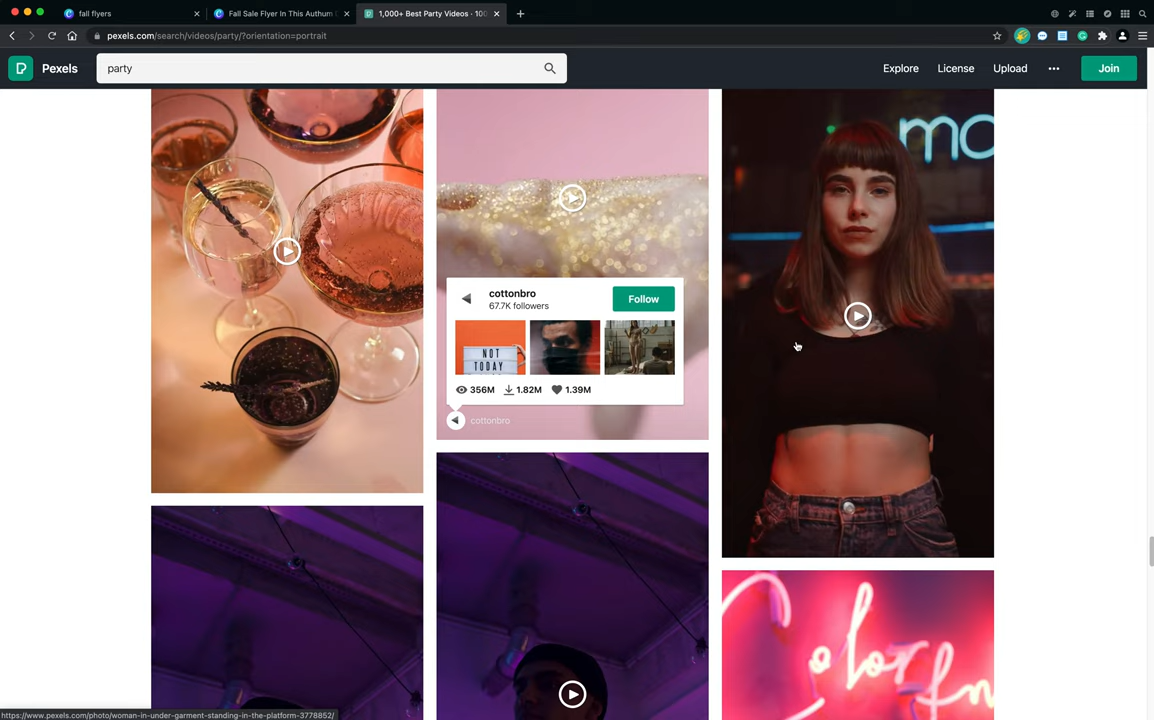 fall flyers
Fall Sale Flyer In This Authum
1,000+ Best Party Videos · 100
pexels.com/search/videos/party/?orientation=portrait
Pexels
party
Explore
License
Upload
Join
mo
cottonbro
67.7K followers
Follow
NOT
TODAY
356M
1.82M
1.39M
cottonbro
Colorfu
https://www.pexels.com/photo/woman-in-under-garment-standing-in-the-platform-3778852/